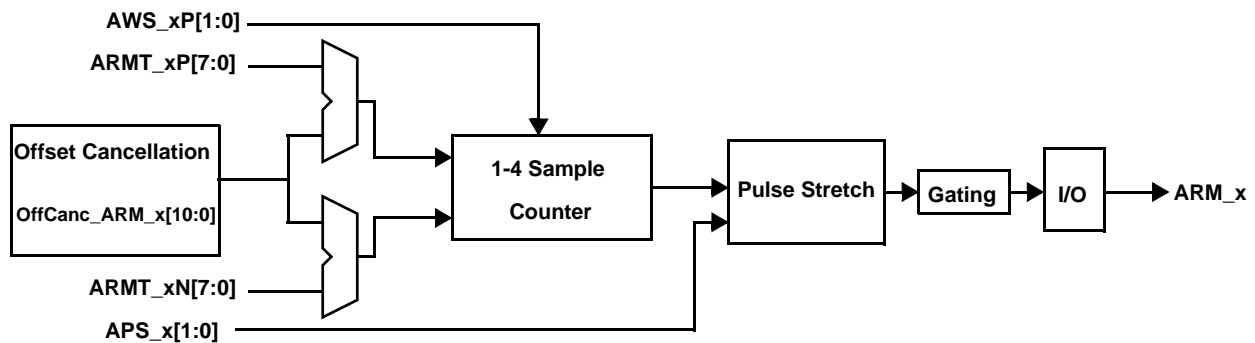 AWS_xP[1:0]
ARMT_xP[7:0]
Offset Cancellation
OffCanc_ARM_x[10:0]
1-4 Sample
Counter
Pulse Stretch
Gating
I/O
ARM_x
ARMT_xN[7:0]
APS_x[1:0]